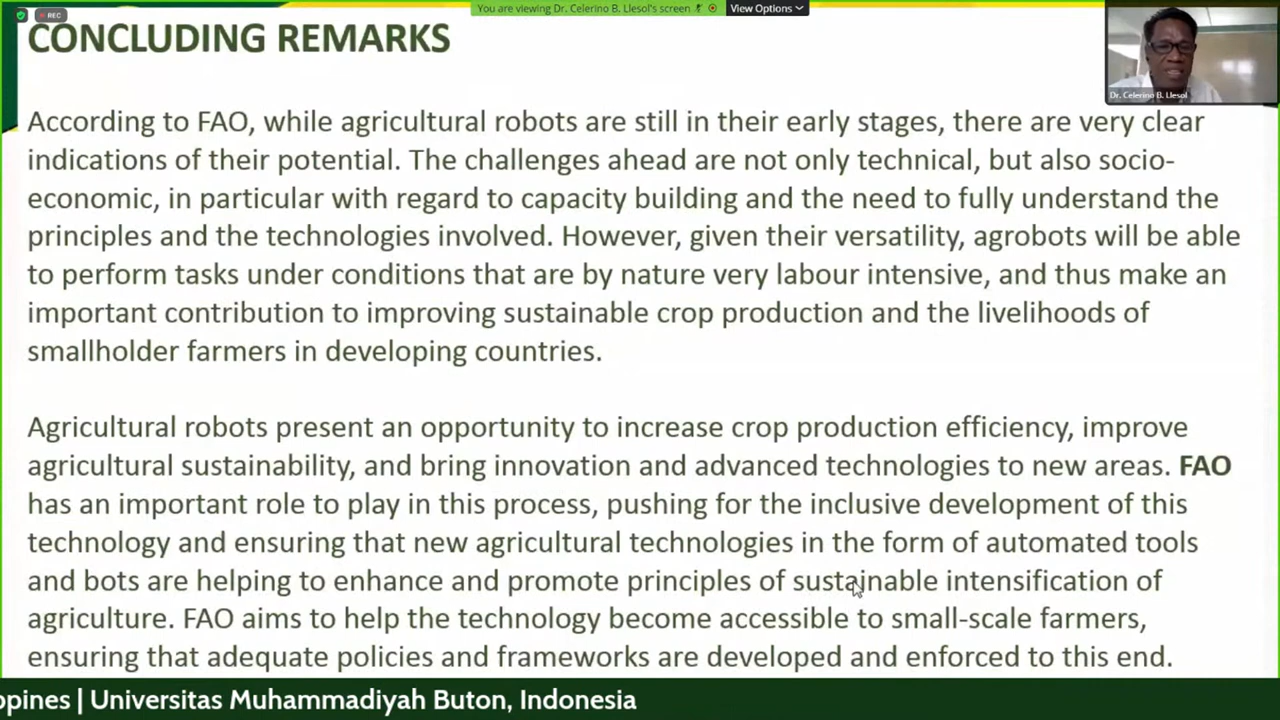 REC
You are viewing Dr. Celerino B. Llesol's screen
View Options
CONCLUDING REMARKS
Dr. Celerino B. Llesol
According to FAO, while agricultural robots are still in their early stages, there are very clear
indications of their potential. The challenges ahead are not only technical, but also socio-
economic, in particular with regard to capacity building and the need to fully understand the
principles and the technologies involved. However, given their versatility, agrobots will be able
to perform tasks under conditions that are by nature very labour intensive, and thus make an
important contribution to improving sustainable crop production and the livelihoods of
smallholder farmers in developing countries.
Agricultural robots present an opportunity to increase crop production efficiency, improve
agricultural sustainability, and bring innovation and advanced technologies to new areas. FAO
has an important role to play in this process, pushing for the inclusive development of this
technology and ensuring that new agricultural technologies in the form of automated tools
and bots are helping to enhance and promote principles of sustainable intensification of
agriculture. FAO aims to help the technology become accessible to small-scale farmers,
ensuring that adequate policies and frameworks are developed and enforced to this end.
ppines | Universitas Muhammadiyah Buton, Indonesia